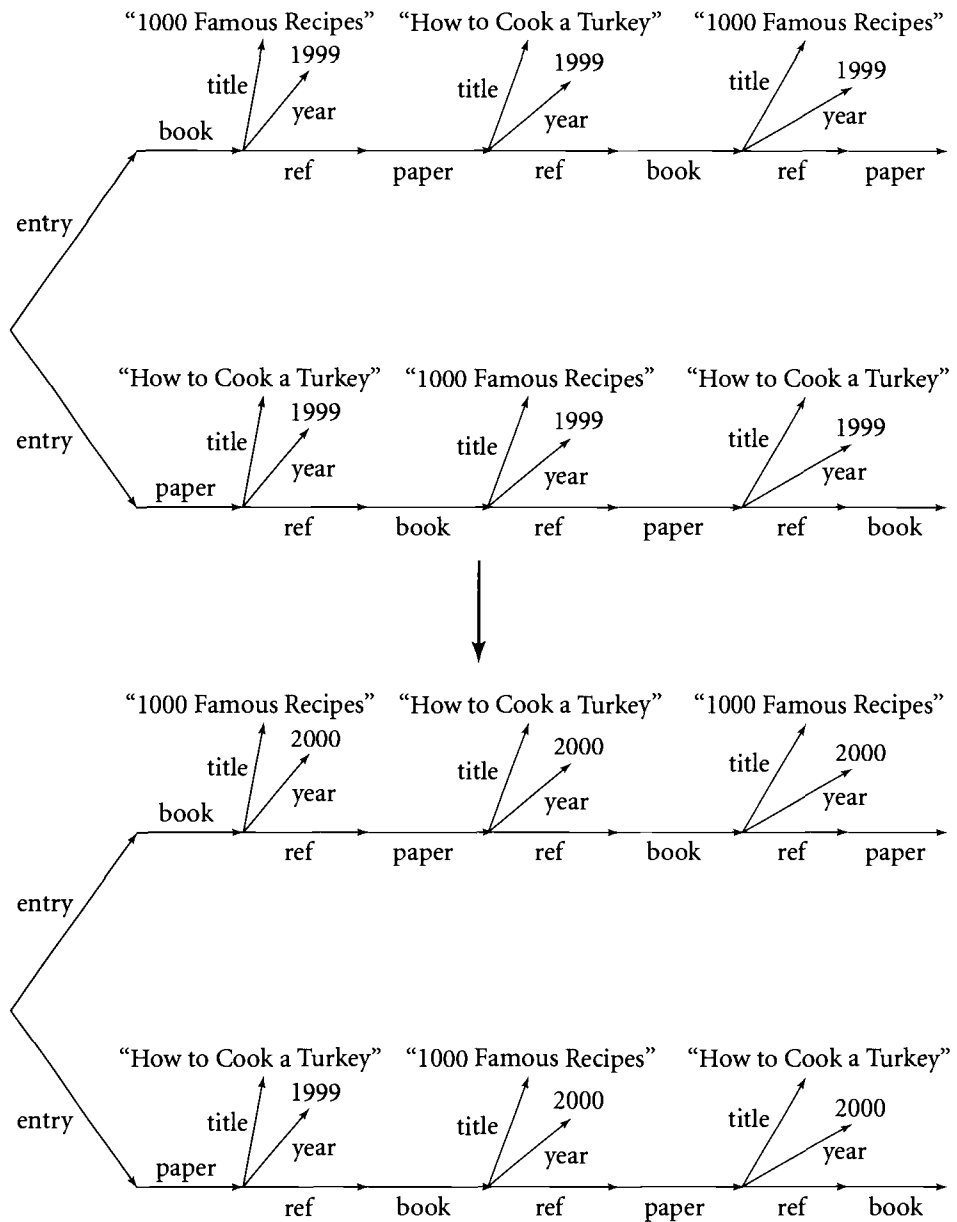 “1000 Famous Recipes” “How to Cook a Turkey” “1000 Famous Recipes”
1999 1999 1999
title title title
year year year
book
ref paper ref book ref paper
entry
“How to Cook a Turkey” “1000 Famous Recipes” “How to Cook a Turkey”
1999 1999 1999
entry title title title
year year year
paper
ref book ref paper ref book
“1000 Famous Recipes” “How to Cook a Turkey” “1000 Famous Recipes”
2000 2000 2000
title title title
year year year
book
ref paper ref book ref paper
entry
“How to Cook a Turkey” “1000 Famous Recipes” “How to Cook a Turkey”
1999 2000 2000
entry title title title
year year year
paper
ref book ref paper ref book